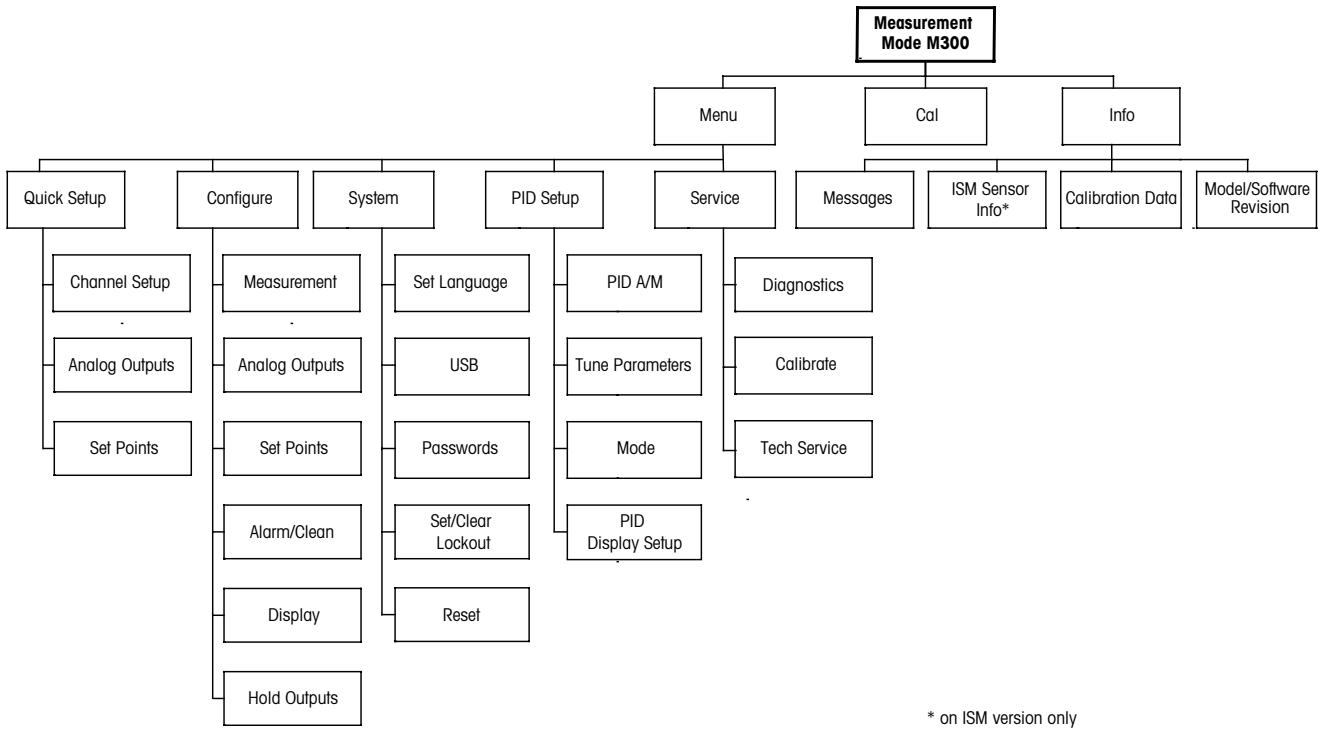 Measurement
Mode M300
Menu
Cal
Info
Quick Setup
Configure
System
PID Setup
Service
Messages
ISM Sensor
Info*
Calibration Data
Model/Software
Revision
Channel Setup
Measurement
Set Language
PID A/M
Diagnostics
Analog Outputs
Analog Outputs
USB
Tune Parameters
Calibrate
Set Points
Set Points
Passwords
Mode
Tech Service
Alarm/Clean
Set/Clear
Lockout
PID
Display Setup
Display
Reset
Hold Outputs
* on ISM version only